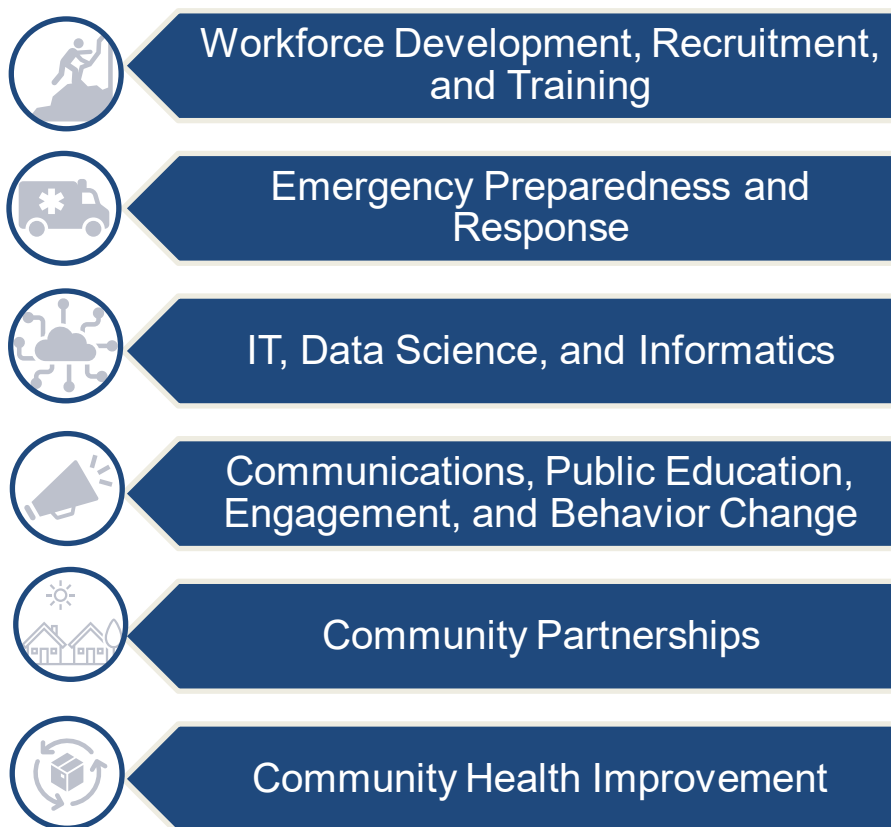 Workforce Development, Recruitment,
and Training
Emergency Preparedness and
Response
IT, Data Science, and Informatics
Communications, Public Education,
Engagement, and Behavior Change
Community Partnerships
Community Health Improvement